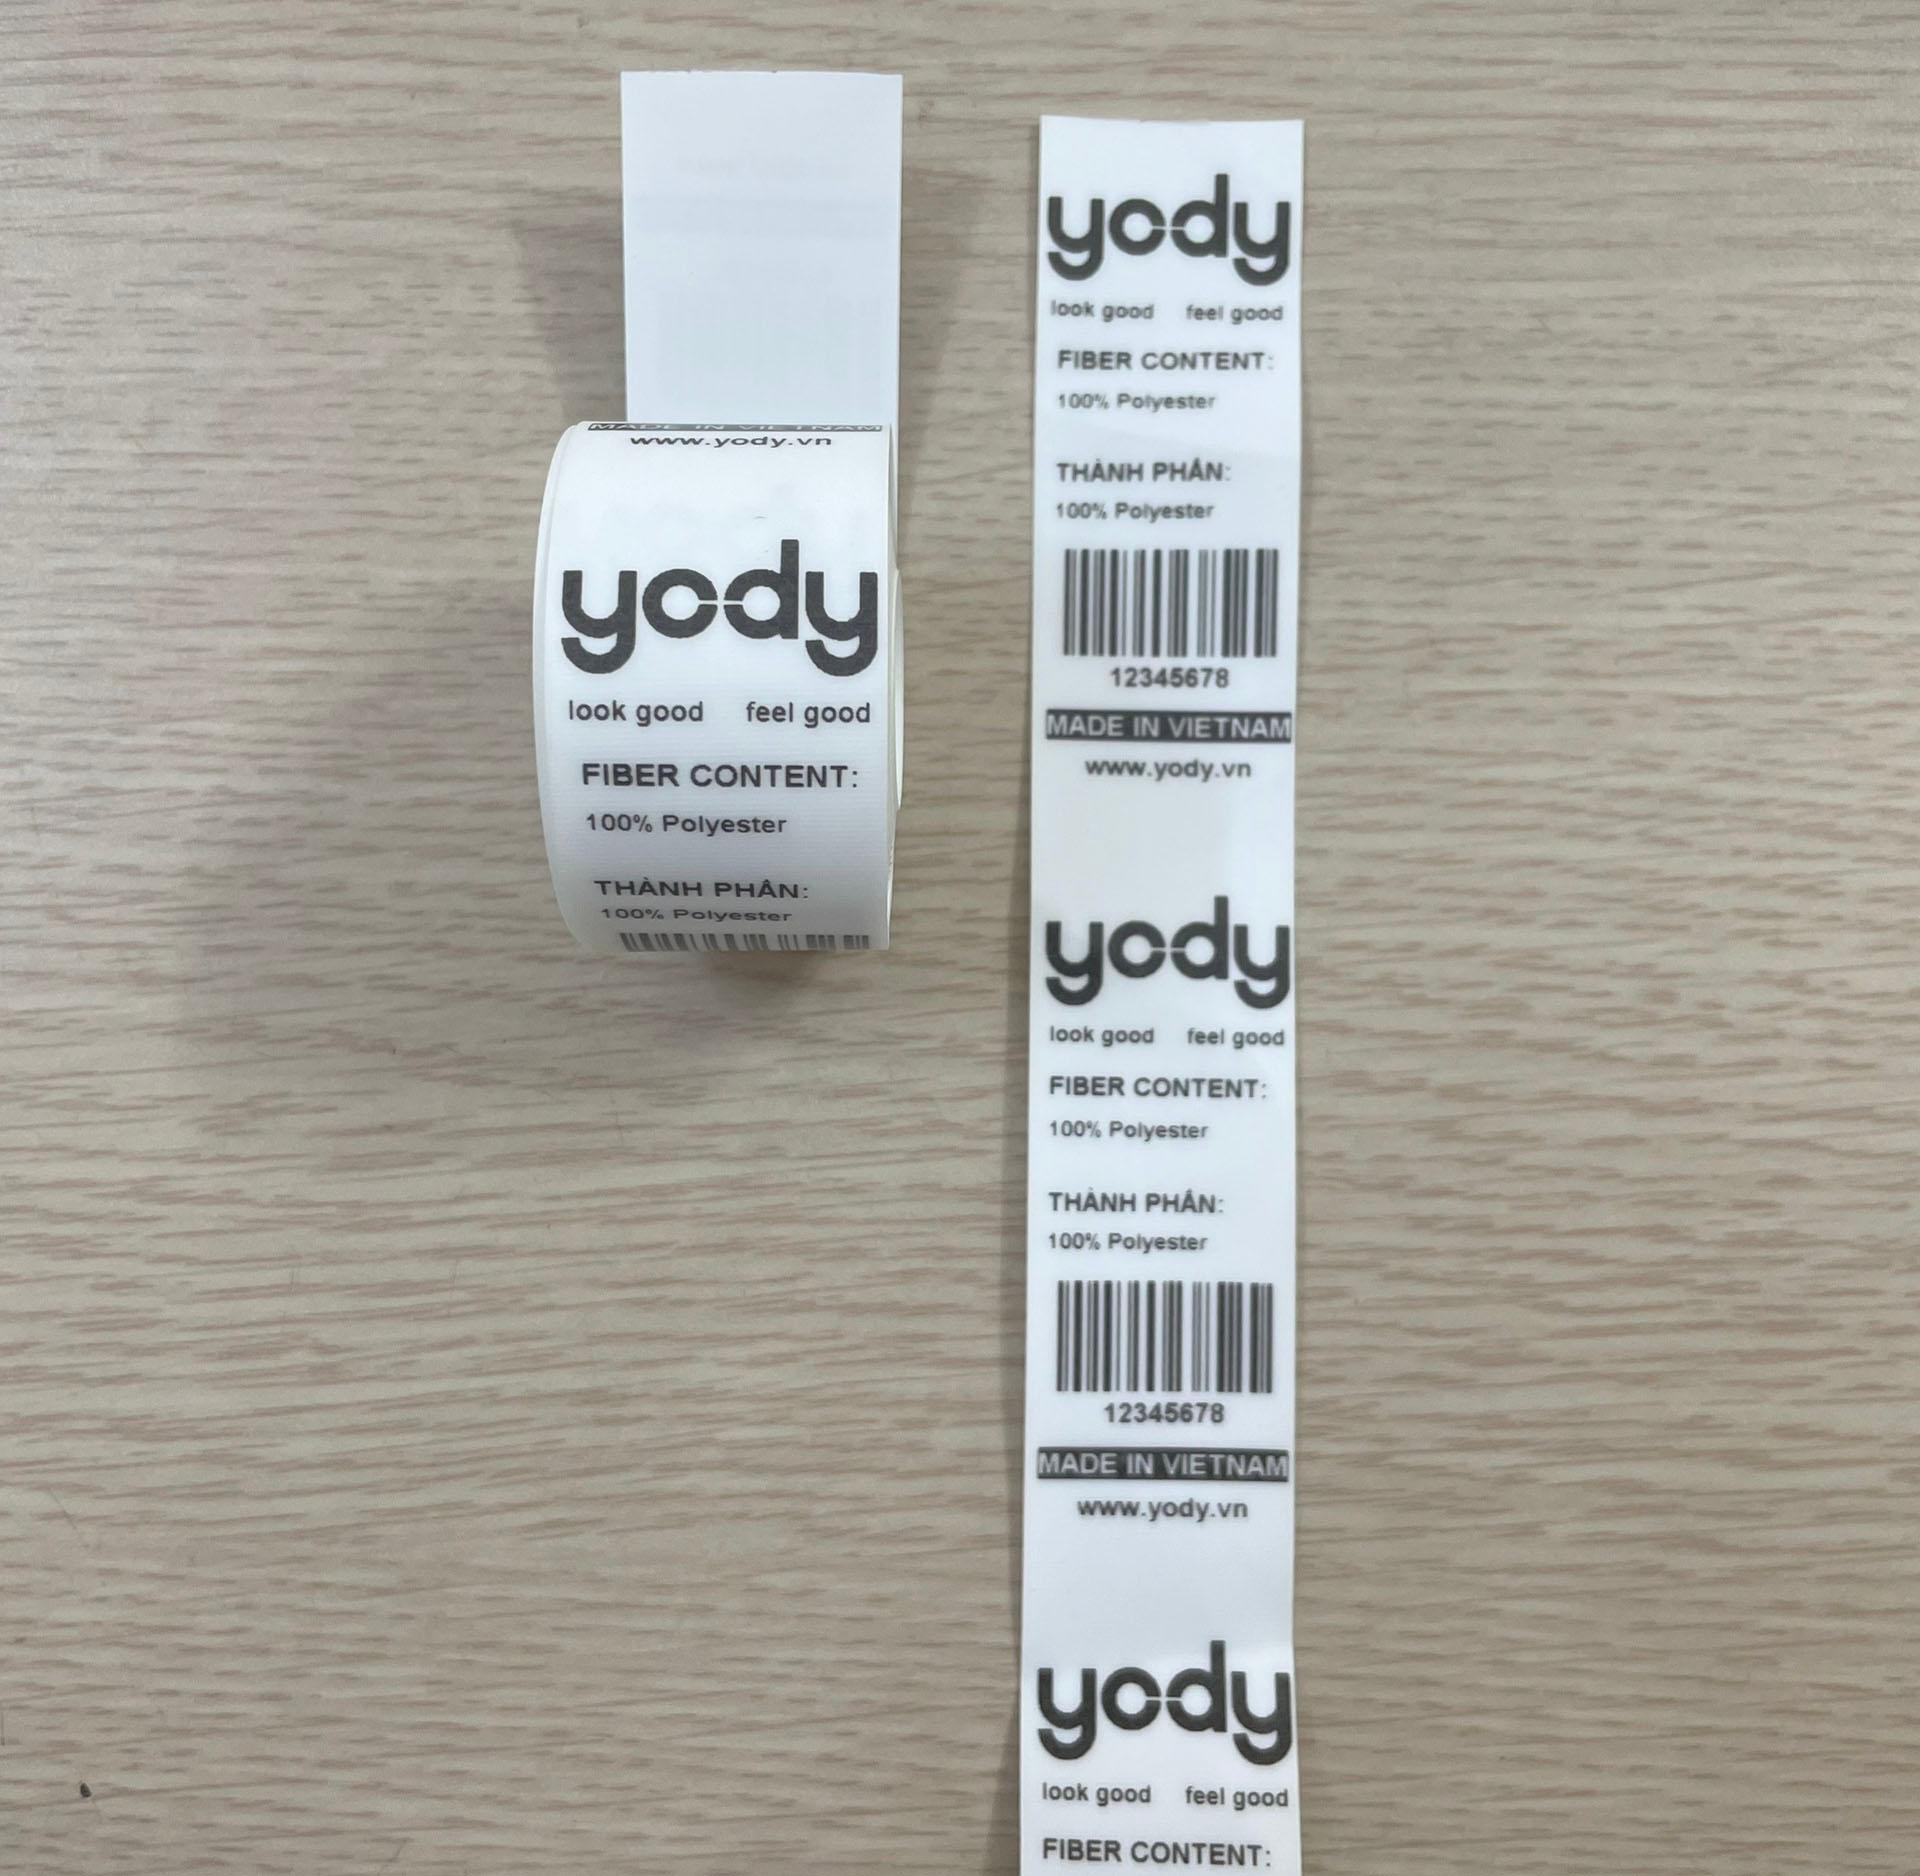 MADE IN VIETNAM
www.yody.vn
yody
look good feel good
FIBER CONTENT:
100% Polyester
THÀNH PHẦN:
100% Polyester
yody
look good feel good
FIBER CONTENT:
100% Polyester
THÀNH PHẦN:
100% Polyester
12345678
MADE IN VIETNAM
www.yody.vn
yody
look good feel good
FIBER CONTENT:
100% Polyester
THÀNH PHẦN:
100% Polyester
12345678
MADE IN VIETNAM
www.yody.vn
yody
look good feel good
FIBER CONTENT: